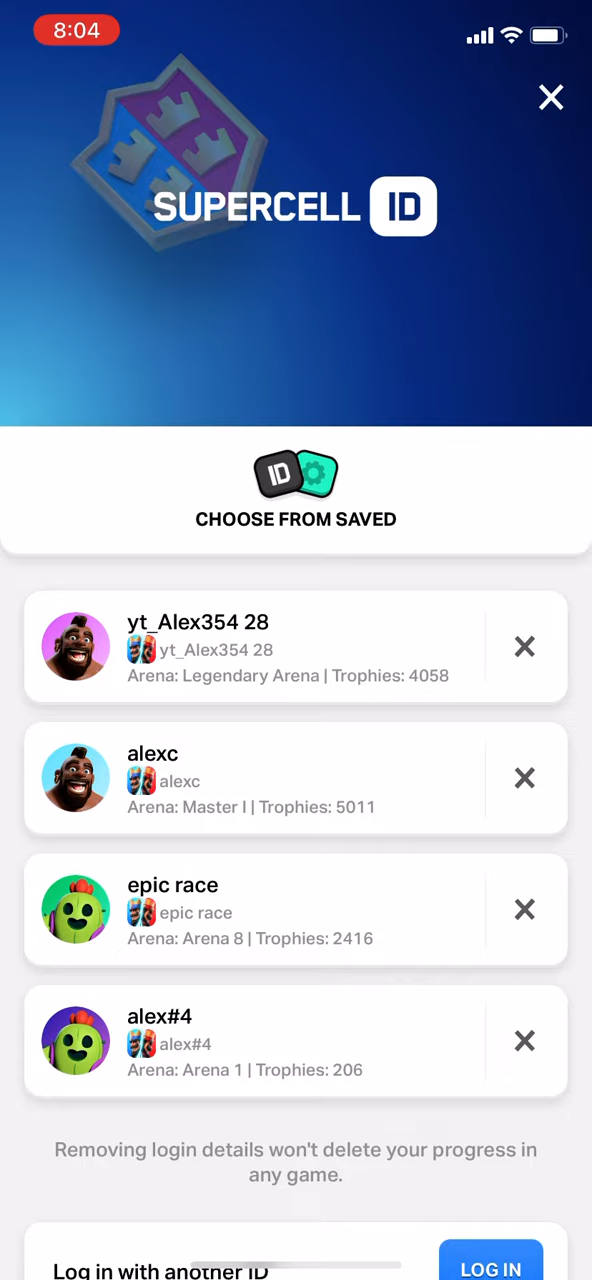 8:04
SUPERCELL ID
ID
CHOOSE FROM SAVED
yt_Alex354 28
yt_Alex354 28
Arena: Legendary Arena | Trophies: 4058
alexc
alexc
Arena: Master I | Trophies: 5011
epic race
epic race
Arena: Arena 8 | Trophies: 2416
alex#4
alex#4
Arena: Arena 1 | Trophies: 206
Removing login details won't delete your progress in
any game.
Log in with another ID
LOG IN